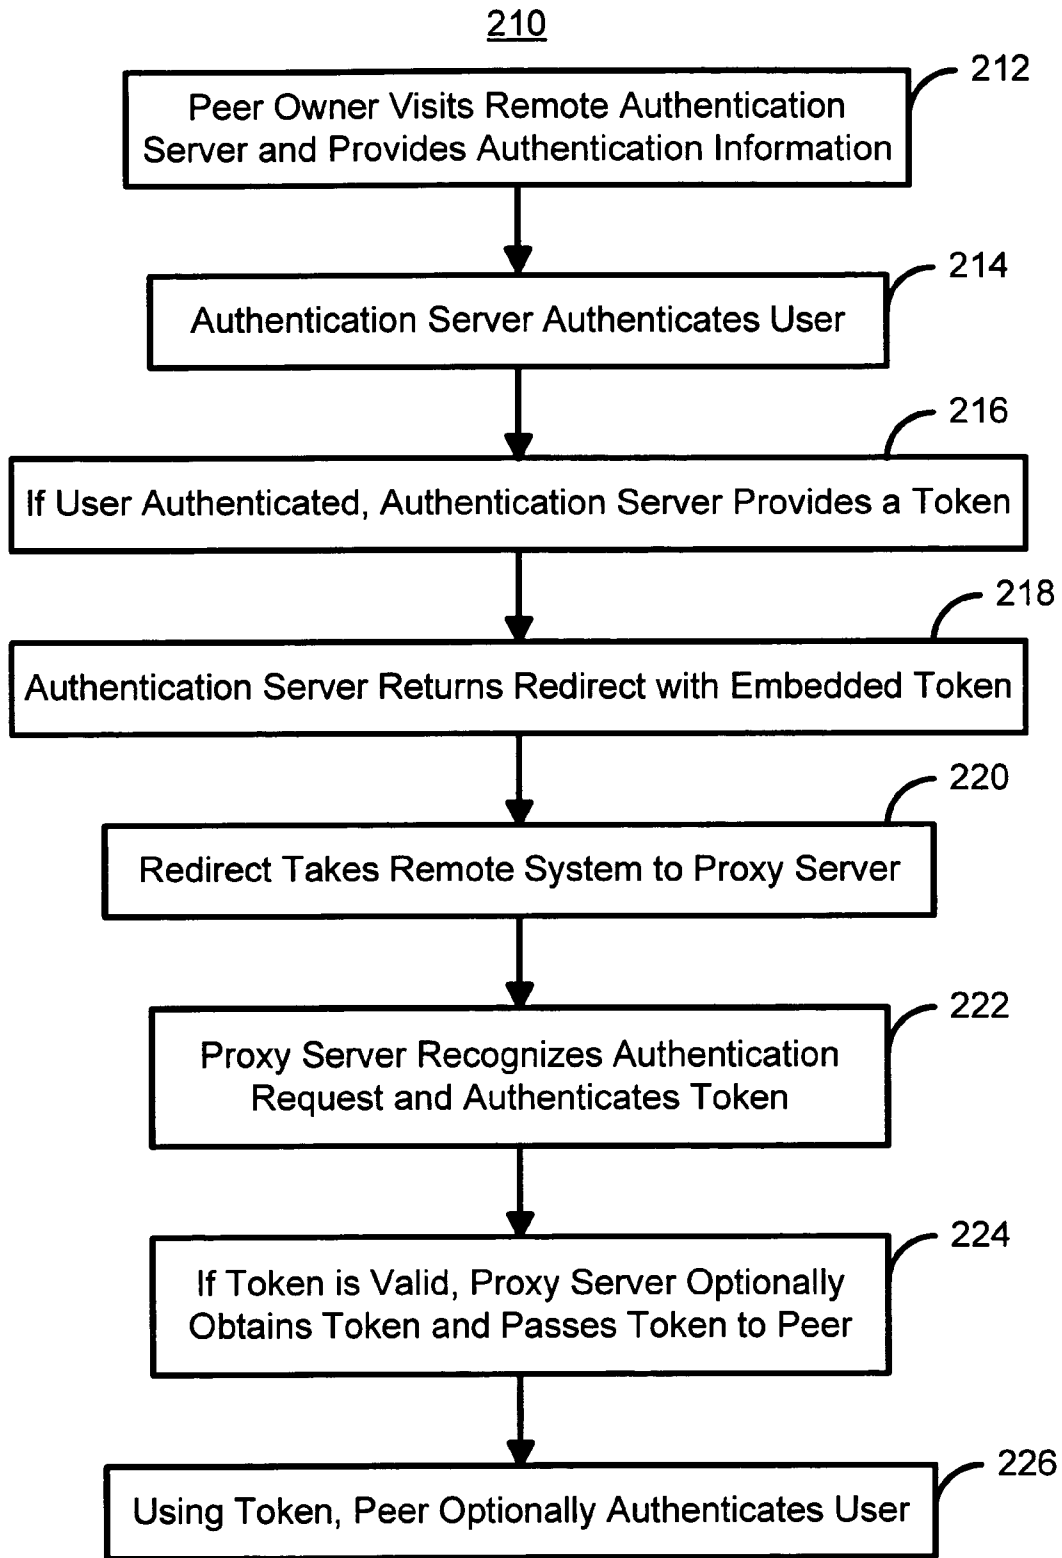 210
212
Peer Owner Visits Remote Authentication
Server and Provides Authentication Information
214
Authentication Server Authenticates User
216
If User Authenticated, Authentication Server Provides a Token
218
Authentication Server Returns Redirect with Embedded Token
220
Redirect Takes Remote System to Proxy Server
222
Proxy Server Recognizes Authentication
Request and Authenticates Token
224
If Token is Valid, Proxy Server Optionally
Obtains Token and Passes Token to Peer
226
Using Token, Peer Optionally Authenticates User